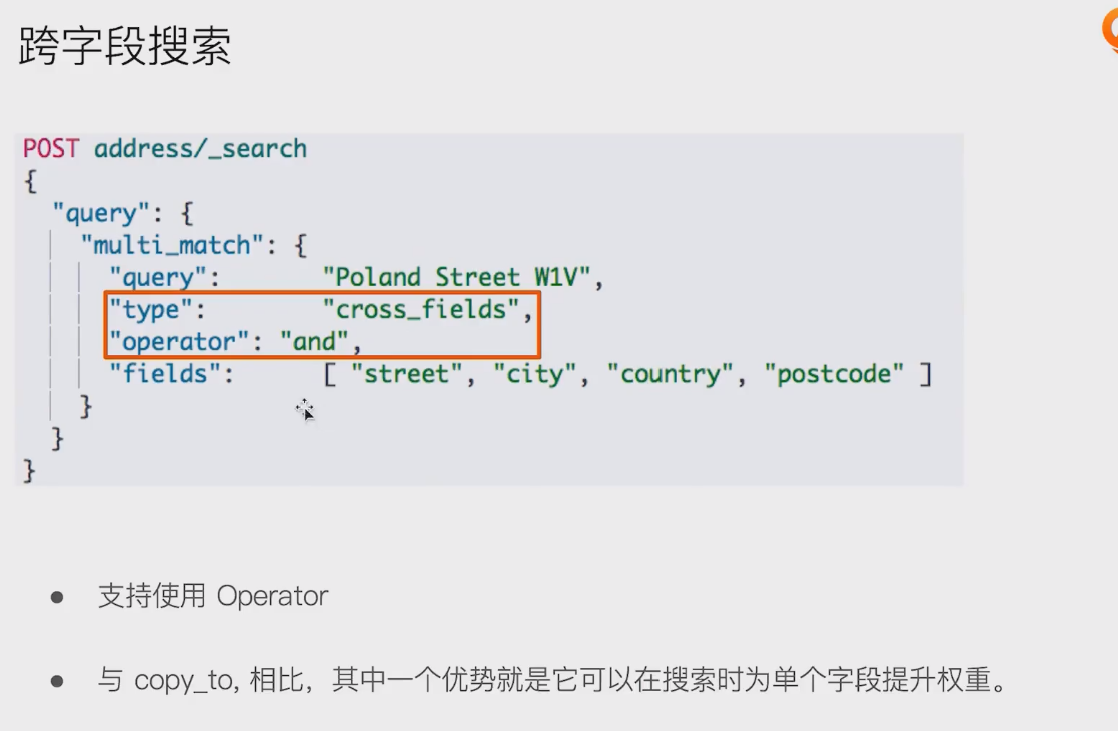 跨字段搜索
POST address/_search
{
"query": {
"multi_match": {
"query": "Poland Street W1V",
"type": "cross_fields",
"operator": "and",
"fields": [ "street", "city", "country", "postcode" ]
}
}
}
● 支持使用 Operator
● 与 copy_to, 相比，其中一个优势就是它可以在搜索时为单个字段提升权重。